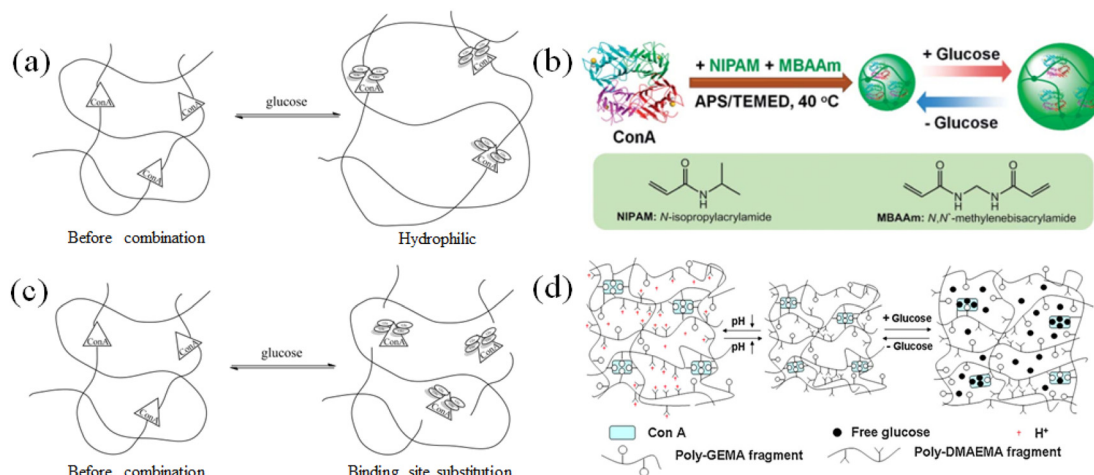 (a)
ConA
ConA
ConA
glucose
ConA
ConA
ConA
Before combination
Hydrophilic
(b)
+ NIPAM + MBAAm
APS/TEMED, 40 °C
ConA
+ Glucose
- Glucose
O
N
H
NIPAM: N-isopropylacrylamide
O
O
N
H
N
H
MBAAm: N,N'-methylenebisacrylamide
(c)
ConA
ConA
ConA
glucose
ConA
ConA
ConA
Before combination
Binding site substitution
(d)
pH ↓
pH ↑
+ Glucose
- Glucose
Con A
Free glucose
H⁺
Poly-GEMA fragment
Poly-DMAEMA fragment